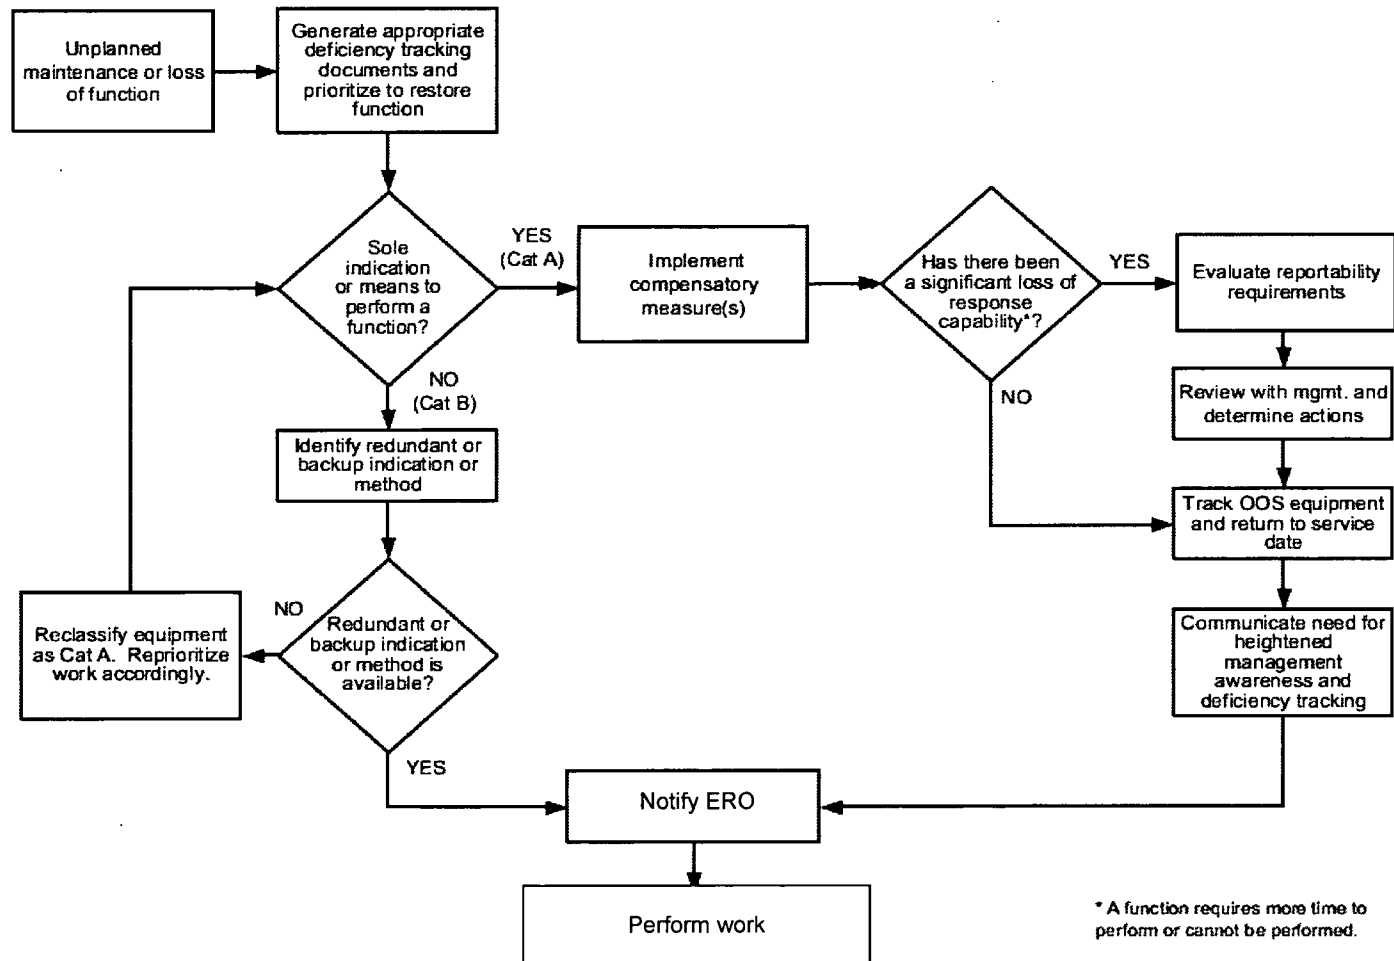 Unplanned
maintenance or loss
of function
Generate appropriate
deficiency tracking
documents and
prioritize to restore
function
Sole
indication
or means to
perform a
function?
YES
(Cat A)
Implement
compensatory
measure(s)
Has there been
a significant loss of
response
capability*?
YES
Evaluate reportability
requirements
NO
Review with mgmt. and
determine actions
NO
(Cat B)
Identify redundant or
backup indication or
method
Track OOS equipment
and return to service
date
NO
Reclassify equipment
as Cat A. Reprioritize
work accordingly.
Redundant or
backup indication
or method is
available?
Communicate need for
heightened
management
awareness and
deficiency tracking
YES
Notify ERO
Perform work
* A function requires more time to
perform or cannot be performed.